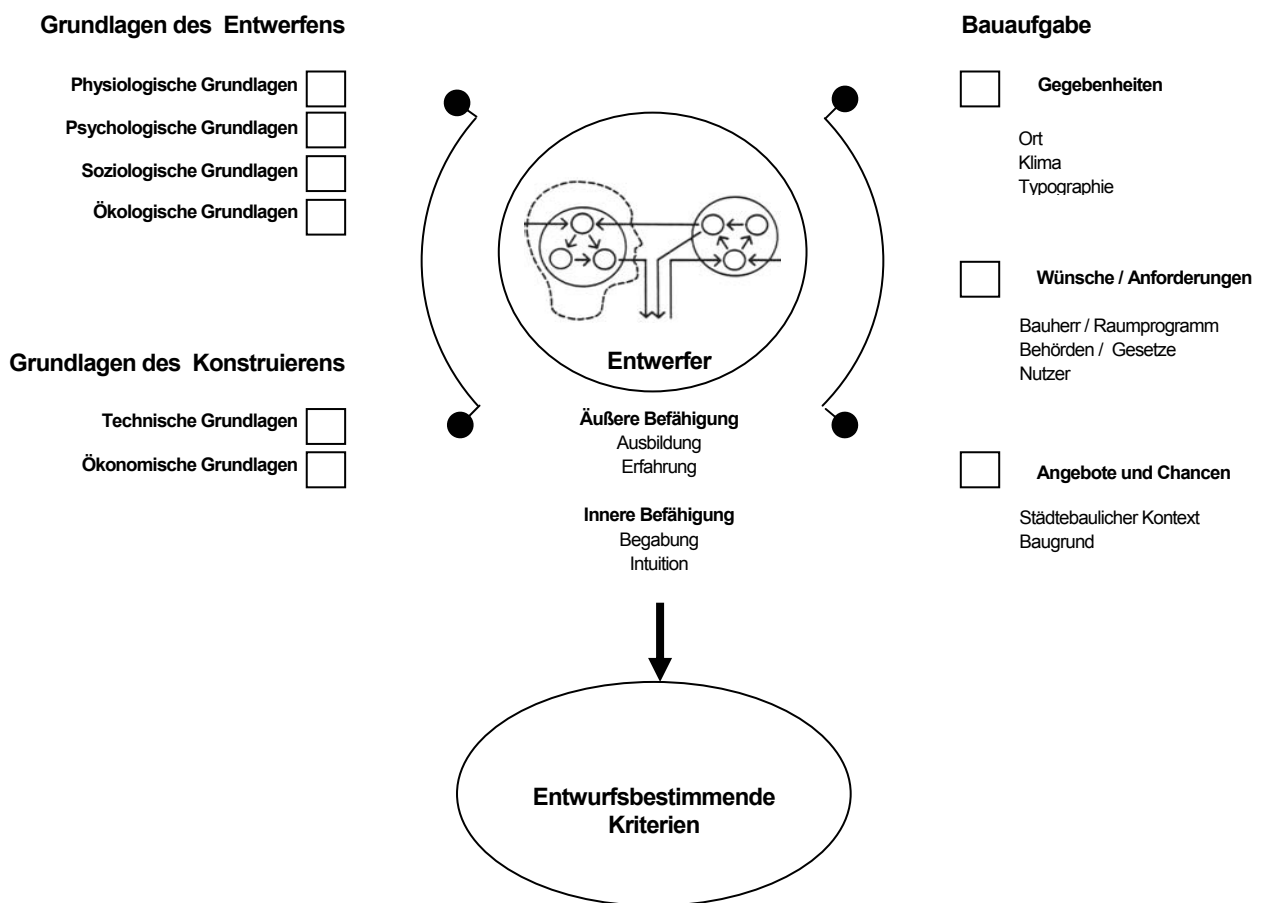 Grundlagen des Entwerfens
Physiologische Grundlagen
Psychologische Grundlagen
Soziologische Grundlagen
Ökologische Grundlagen
Grundlagen des Konstruierens
Technische Grundlagen
Ökonomische Grundlagen
Entwerfer
Äußere Befähigung
Ausbildung
Erfahrung
Innere Befähigung
Begabung
Intuition
Entwurfsbestimmende
Kriterien
Bauaufgabe
Gegebenheiten
Ort
Klima
Typographie
Wünsche / Anforderungen
Bauherr / Raumprogramm
Behörden / Gesetze
Nutzer
Angebote und Chancen
Städtebaulicher Kontext
Baugrund